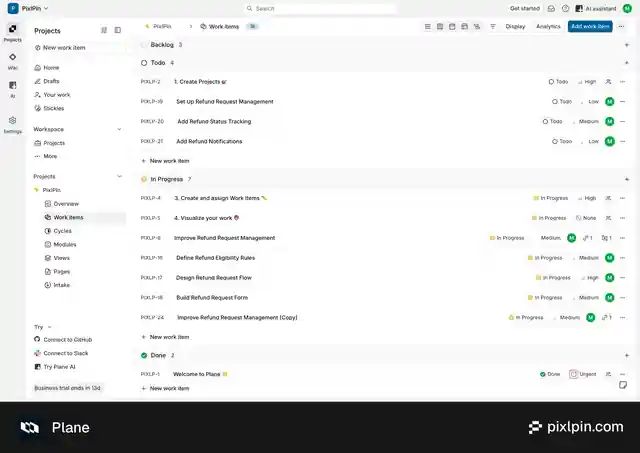 PixlPin
Search
Get started
AI assistant
M
Projects
Wiki
AI
Settings
Projects
New work item
Home
Drafts
Your work
Stickies
Workspace
Projects
More
Projects
PixlPin
Overview
Work items
Cycles
Modules
Views
Pages
Intake
Try
Connect to GitHub
Connect to Slack
Try Plane AI
Business trial ends in 13d
PixlPin Work items
Display Analytics Add work item
Backlog 3
Todo 4
PIXLP-2 1. Create Projects Todo High
PIXLP-19 Set Up Refund Request Management Todo Low M
PIXLP-20 Add Refund Status Tracking Todo Medium M
PIXLP-21 Add Refund Notifications Todo Low M
New work item
In Progress 7
PIXLP-4 3. Create and assign Work Items In Progress High
PIXLP-5 4. Visualize your work In Progress None
PIXLP-8 Improve Refund Request Management In Progress Medium M 1 1
PIXLP-16 Define Refund Eligibility Rules In Progress Medium M
PIXLP-17 Design Refund Request Flow In Progress High M
PIXLP-18 Build Refund Request Form In Progress Medium M
PIXLP-24 Improve Refund Request Management (Copy) In Progress Medium M 1
New work item
Done 2
PIXLP-1 Welcome to Plane Done Urgent
New work item
Plane
pixlpin.com